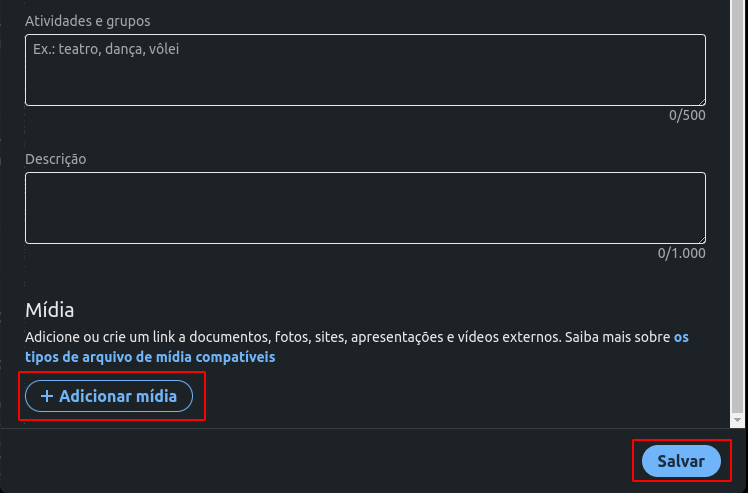 Atividades e grupos
Ex.: teatro, dança, vôlei
0/500
Descrição
0/1.000
Mídia
Adicione ou crie um link a documentos, fotos, sites, apresentações e vídeos externos. Saiba mais sobre os
tipos de arquivo de mídia compatíveis
+ Adicionar mídia
Salvar